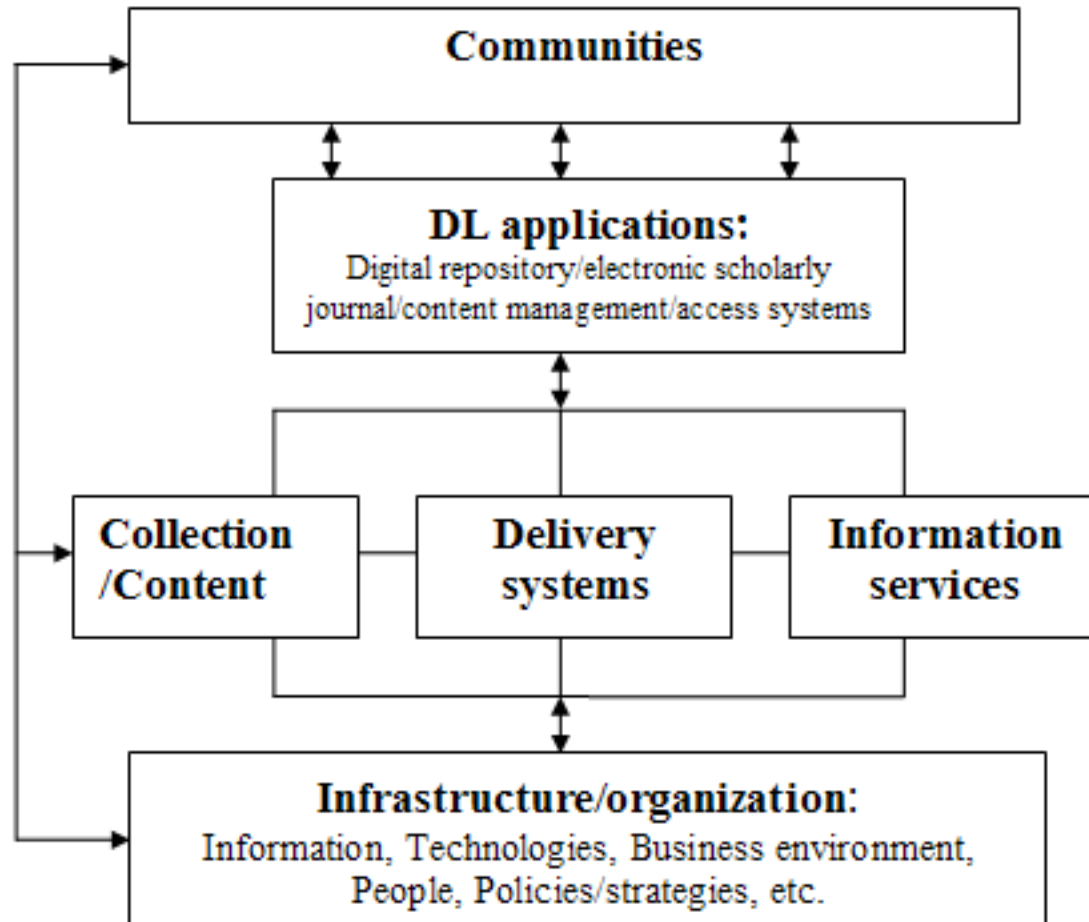 Communities
DL applications:
Digital repository/electronic scholarly
journal/content management/access systems
Collection
/Content
Delivery
systems
Information
services
Infrastructure/organization:
Information, Technologies, Business environment,
People, Policies/strategies, etc.